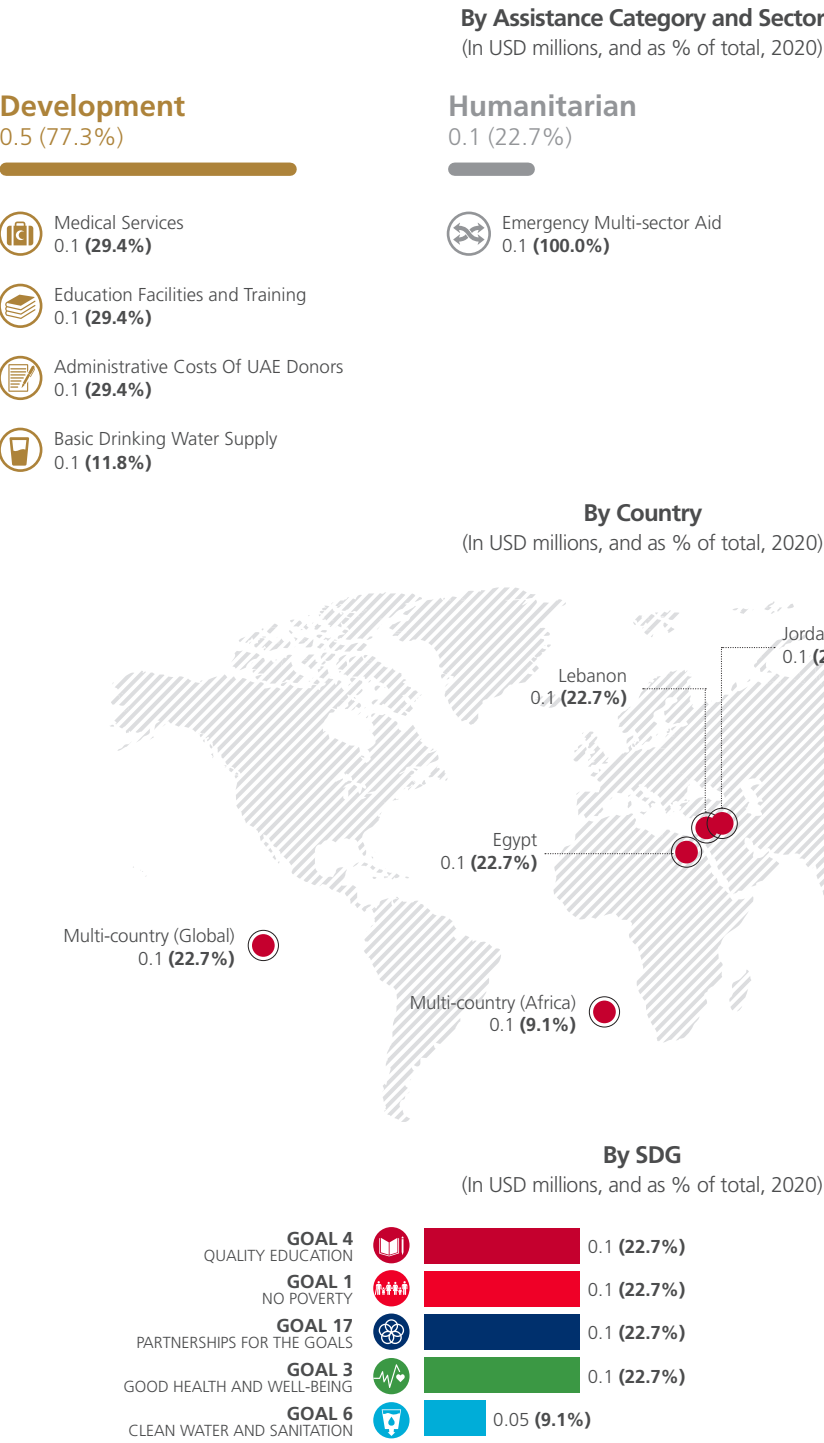 By Assistance Category and Sector
(In USD millions, and as % of total, 2020)
Development
0.5 (77.3%)
Humanitarian
0.1 (22.7%)
Medical Services
0.1 (29.4%)
Education Facilities and Training
0.1 (29.4%)
Administrative Costs Of UAE Donors
0.1 (29.4%)
Basic Drinking Water Supply
0.1 (11.8%)
Emergency Multi-sector Aid
0.1 (100.0%)
By Country
(In USD millions, and as % of total, 2020)
Jorda
0.1 (2
Lebanon
0.1 (22.7%)
Egypt
0.1 (22.7%)
Multi-country (Global)
0.1 (22.7%)
Multi-country (Africa)
0.1 (9.1%)
By SDG
(In USD millions, and as % of total, 2020)
GOAL 4
QUALITY EDUCATION
0.1 (22.7%)
GOAL 1
NO POVERTY
0.1 (22.7%)
GOAL 17
PARTNERSHIPS FOR THE GOALS
0.1 (22.7%)
GOAL 3
GOOD HEALTH AND WELL-BEING
0.1 (22.7%)
GOAL 6
CLEAN WATER AND SANITATION
0.05 (9.1%)